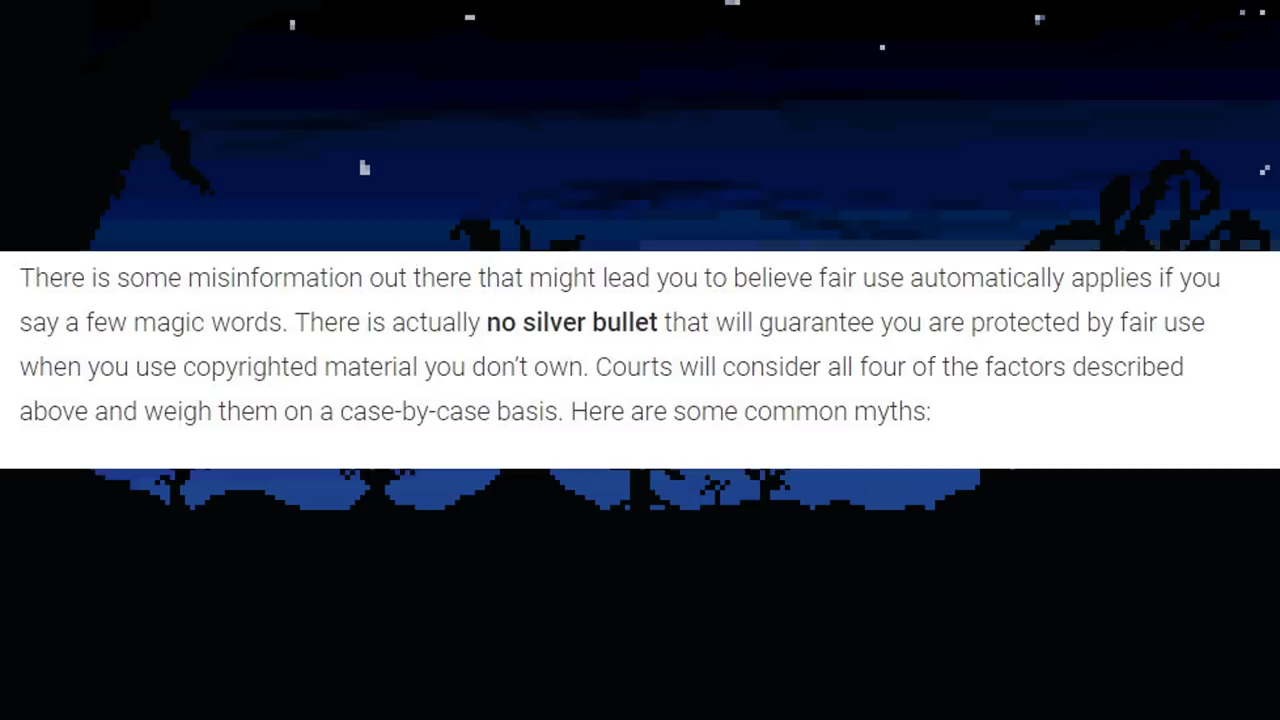 There is some misinformation out there that might lead you to believe fair use automatically applies if you
say a few magic words. There is actually no silver bullet that will guarantee you are protected by fair use
when you use copyrighted material you don’t own. Courts will consider all four of the factors described
above and weigh them on a case-by-case basis. Here are some common myths: